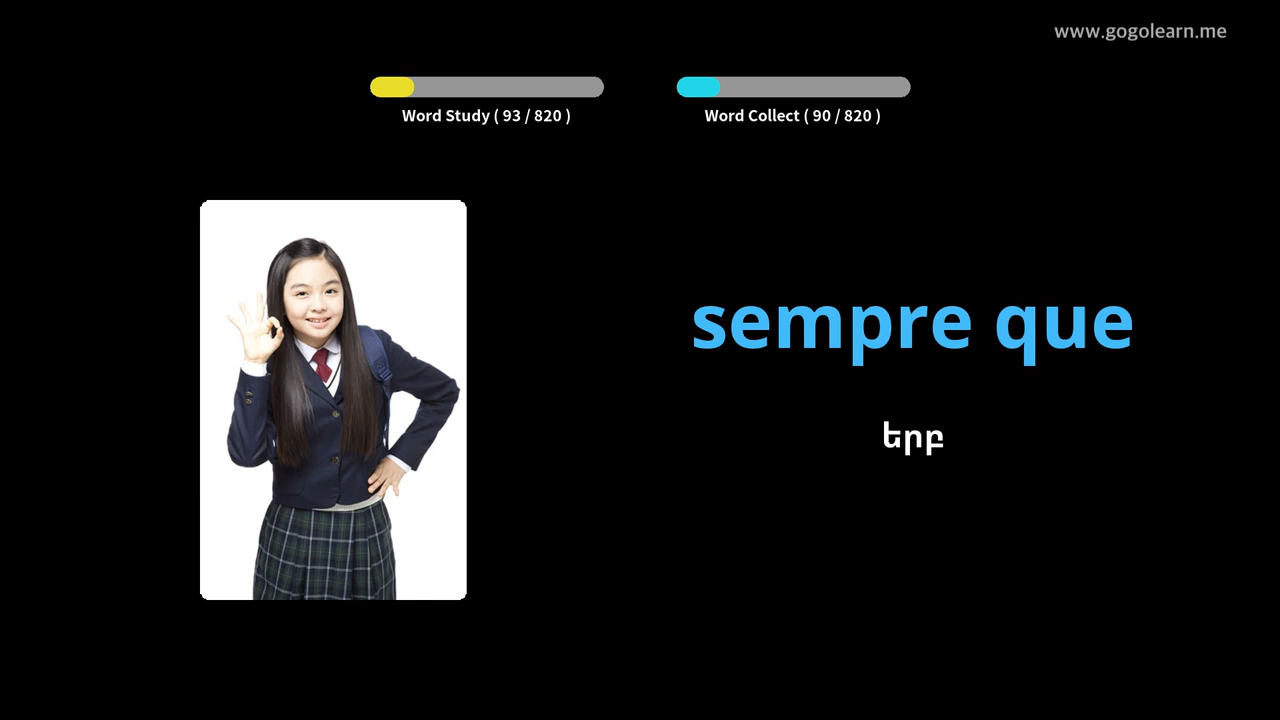 www.gogolearn.me
Word Study ( 93 / 820 )
Word Collect ( 90 / 820 )
sempre que
երբ